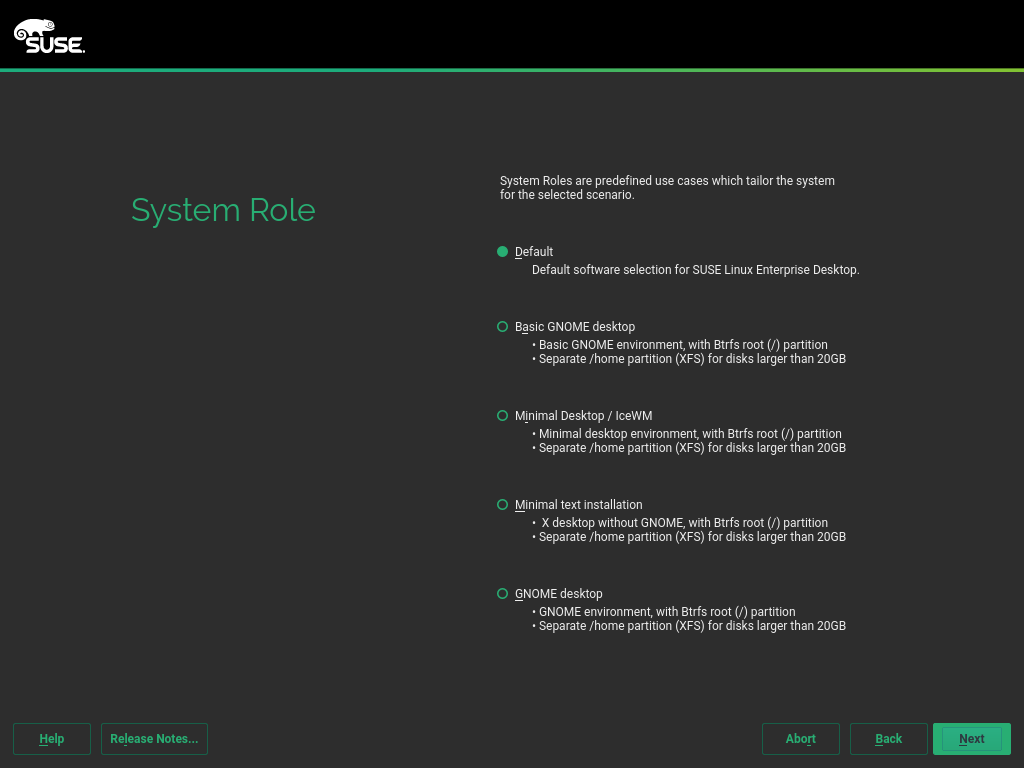 SUSE.
System Role
System Roles are predefined use cases which tailor the system
for the selected scenario.
Default
Default software selection for SUSE Linux Enterprise Desktop.
Basic GNOME desktop
• Basic GNOME environment, with Btrfs root (/) partition
• Separate /home partition (XFS) for disks larger than 20GB
Minimal Desktop / IceWM
• Minimal desktop environment, with Btrfs root (/) partition
• Separate /home partition (XFS) for disks larger than 20GB
Minimal text installation
•  X desktop without GNOME, with Btrfs root (/) partition
• Separate /home partition (XFS) for disks larger than 20GB
GNOME desktop
• GNOME environment, with Btrfs root (/) partition
• Separate /home partition (XFS) for disks larger than 20GB
Help Release Notes... Abort Back Next